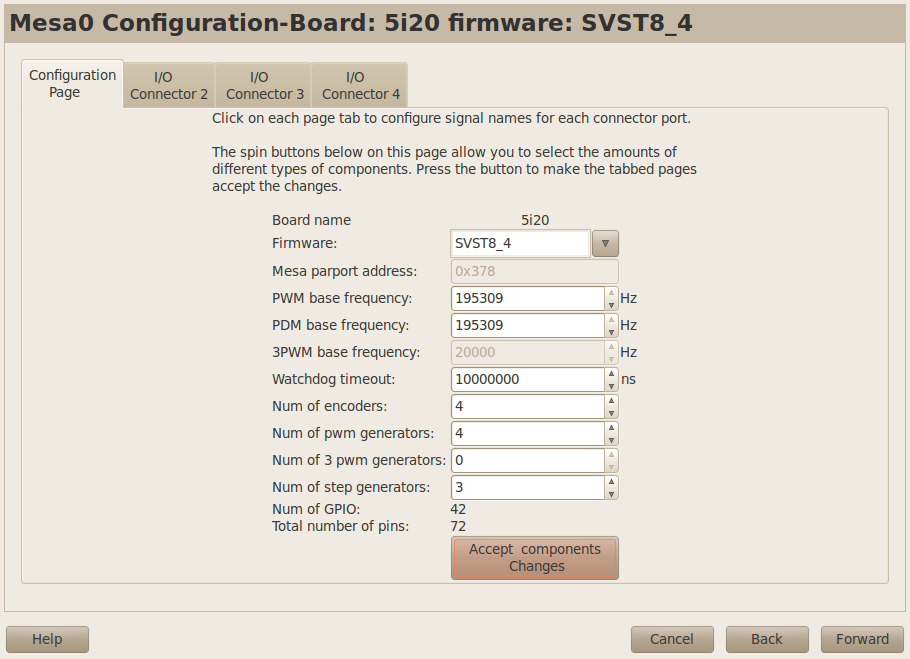 Mesa0 Configuration-Board: 5i20 firmware: SVST8_4
Configuration
Page
I/O
Connector 2
I/O
Connector 3
I/O
Connector 4
Click on each page tab to configure signal names for each connector port.
The spin buttons below on this page allow you to select the amounts of
different types of components. Press the button to make the tabbed pages
accept the changes.
Board name 5i20
Firmware: SVST8_4
Mesa parport address: 0x378
PWM base frequency: 195309 Hz
PDM base frequency: 195309 Hz
3PWM base frequency: 20000 Hz
Watchdog timeout: 10000000 ns
Num of encoders: 4
Num of pwm generators: 4
Num of 3 pwm generators: 0
Num of step generators: 3
Num of GPIO: 42
Total number of pins: 72
Accept components
Changes
Help Cancel Back Forward